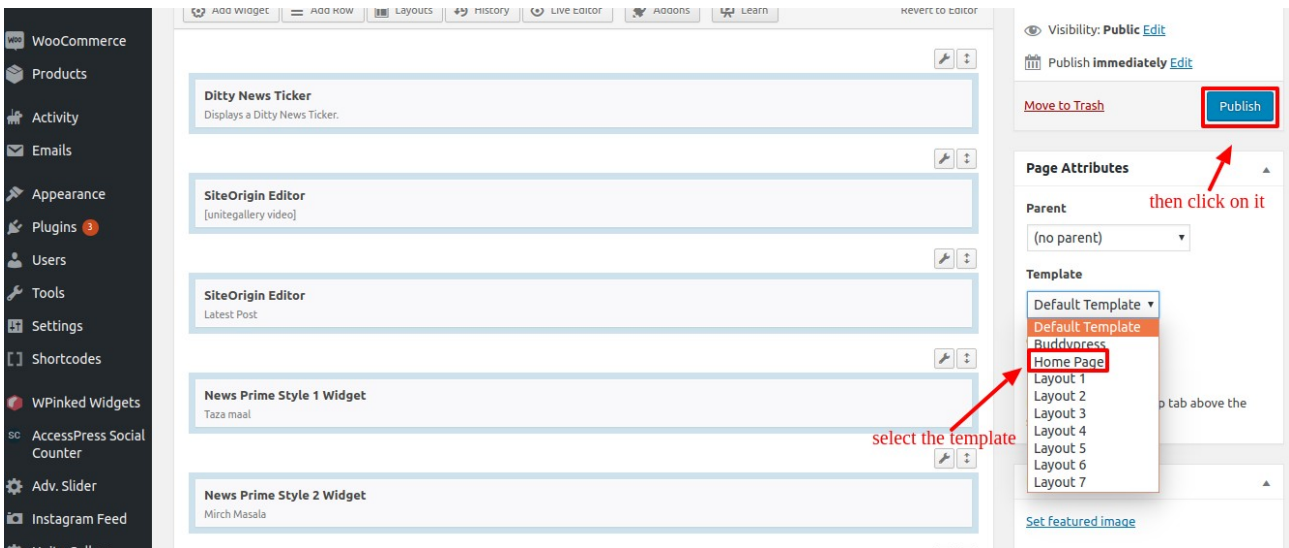 Add Widget
Add Row
Layouts
History
Live Editor
Addons
Learn
Revert to Editor
WooCommerce
Products
Activity
Emails
Appearance
Plugins 3
Users
Tools
Settings
Shortcodes
WPinked Widgets
SC AccessPress Social
Counter
Adv. Slider
Instagram Feed
Ditty News Ticker
Displays a Ditty News Ticker.
SiteOrigin Editor
[unitegallery video]
SiteOrigin Editor
Latest Post
News Prime Style 1 Widget
Taza maal
News Prime Style 2 Widget
Mirch Masala
Visibility: Public Edit
Publish immediately Edit
Move to Trash
Publish
then click on it
Page Attributes
Parent
(no parent)
Template
Default Template
Default Template
Buddypress
Home Page
Layout 1
Layout 2
Layout 3
Layout 4
Layout 5
Layout 6
Layout 7
tab above the
select the template
Set featured image